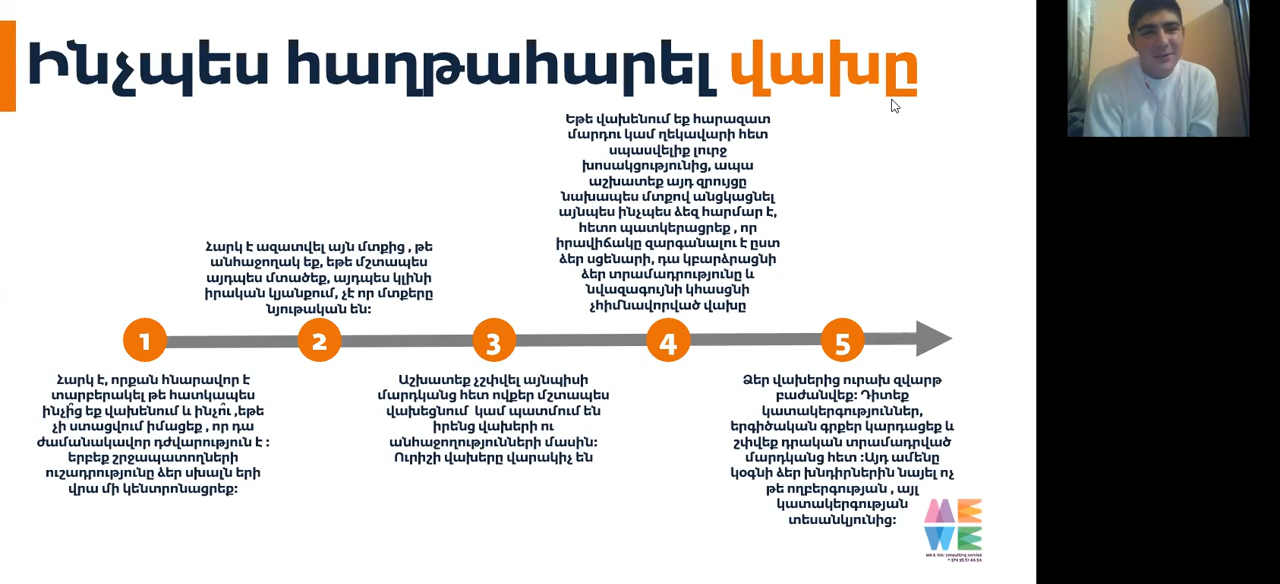 Ինչպես հաղթահարել վախը
1
Հարկ է, որքան հնարավոր է
տարբերակել թե հատկապես
ինչի՞ց եք վախենում և ինչո՞ւ ,եթե
չի ստացվում իմացեք , որ դա
ժամանակավոր դժվարություն է :
երբեք շրջապատողների
ուշադրությունը ձեր սխալն երի
վրա մի կենտրոնացրեք:
2
Հարկ է ազատվել այն մտքից , թե
անհաջողակ եք, եթե մշտապես
այդպես մտածեք, այդպես կլինի
իրական կյանքում, չէ որ մտքերը
նյութական են:
3
Աշխատեք չշփվել այնպիսի
մարդկանց հետ ովքեր մշտապես
վախեցնում կամ պատմում են
իրենց վախերի ու
անհաջողությունների մասին:
Ուրիշի վախերը վարակիչ են
4
Եթե վախենում եք հարազատ
մարդու կամ ղեկավարի հետ
սպասվելիք լուրջ
խոսակցությունից, ապա
աշխատեք այդ զրույցը
նախապես մտքով անցկացնել
այնպես ինչպես ձեզ հարմար է,
հետո պատկերացրեք , որ
իրավիճակը զարգանալու է ըստ
ձեր սցենարի, դա կբարձրացնի
ձեր տրամադրությունը և
նվազագույնի կհասցնի
չհիմնավորված վախը
5
Ձեր վախերից ուրախ զվարթ
բաժանվեք: Դիտեք
կատակերգություններ,
երգիծական գրքեր կարդացեք և
շփվեք դրական տրամադրված
մարդկանց հետ :Այդ ամենը
կօգնի ձեր խնդիրներին նայել ոչ
թե ողբերգության , այլ
կատակերգության
տեսանկյունից:
ME
WE